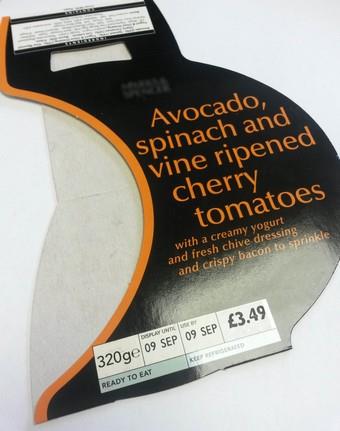 Avocado,
spinach and
vine ripened
cherry
tomatoes
with a creamy yogurt
and fresh chive dressing
and crispy bacon to sprinkle
320g e
DISPLAY UNTIL
09 SEP
USE BY
09 SEP
£3.49
READY TO EAT
KEEP REFRIGERATED